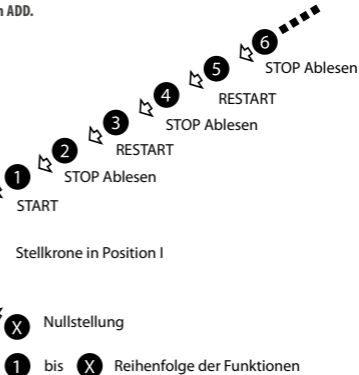 n ADD.
6
STOP Ablesen
5
RESTART
4
STOP Ablesen
3
RESTART
2
STOP Ablesen
1
START
Stellkrone in Position I
X Nullstellung
1 bis X Reihenfolge der Funktionen